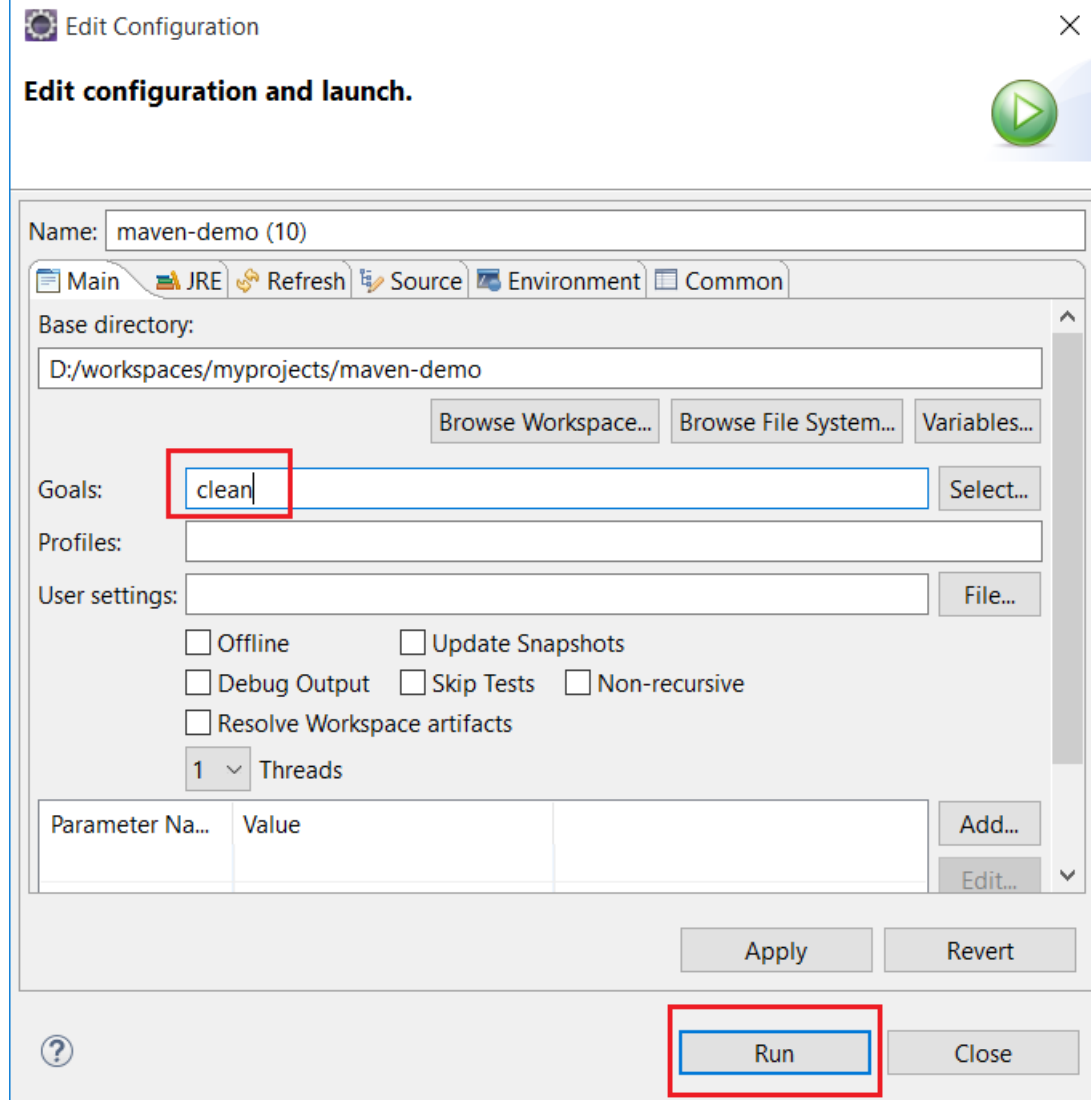 Edit Configuration
Edit configuration and launch.
Name: maven-demo (10)
Main JRE Refresh Source Environment Common
Base directory:
D:/workspaces/myprojects/maven-demo
Browse Workspace... Browse File System... Variables...
Goals: clean Select...
Profiles:
User settings: File...
Offline Update Snapshots
Debug Output Skip Tests Non-recursive
Resolve Workspace artifacts
1 Threads
Parameter Na... Value Add...
Edit...
Apply Revert
Run Close